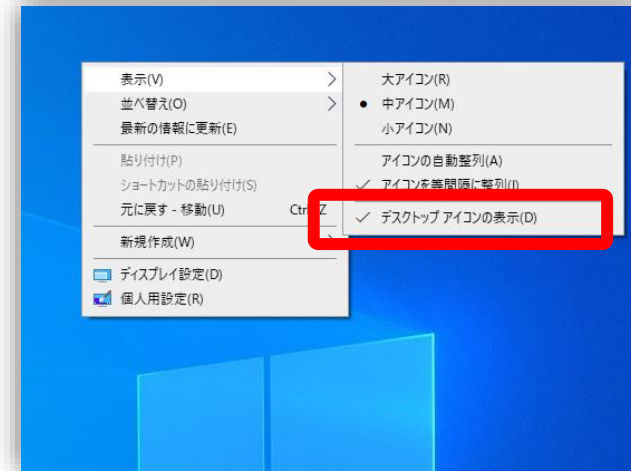 表示(V)
並べ替え(O)
最新の情報に更新(E)
貼り付け(P)
ショートカットの貼り付け(S)
元に戻す - 移動(U) Ctrl Z
新規作成(W)
ディスプレイ設定(D)
個人用設定(R)
大アイコン(R)
中アイコン(M)
小アイコン(N)
アイコンの自動整列(A)
アイコンを等間隔に整列(I)
デスクトップ アイコンの表示(D)